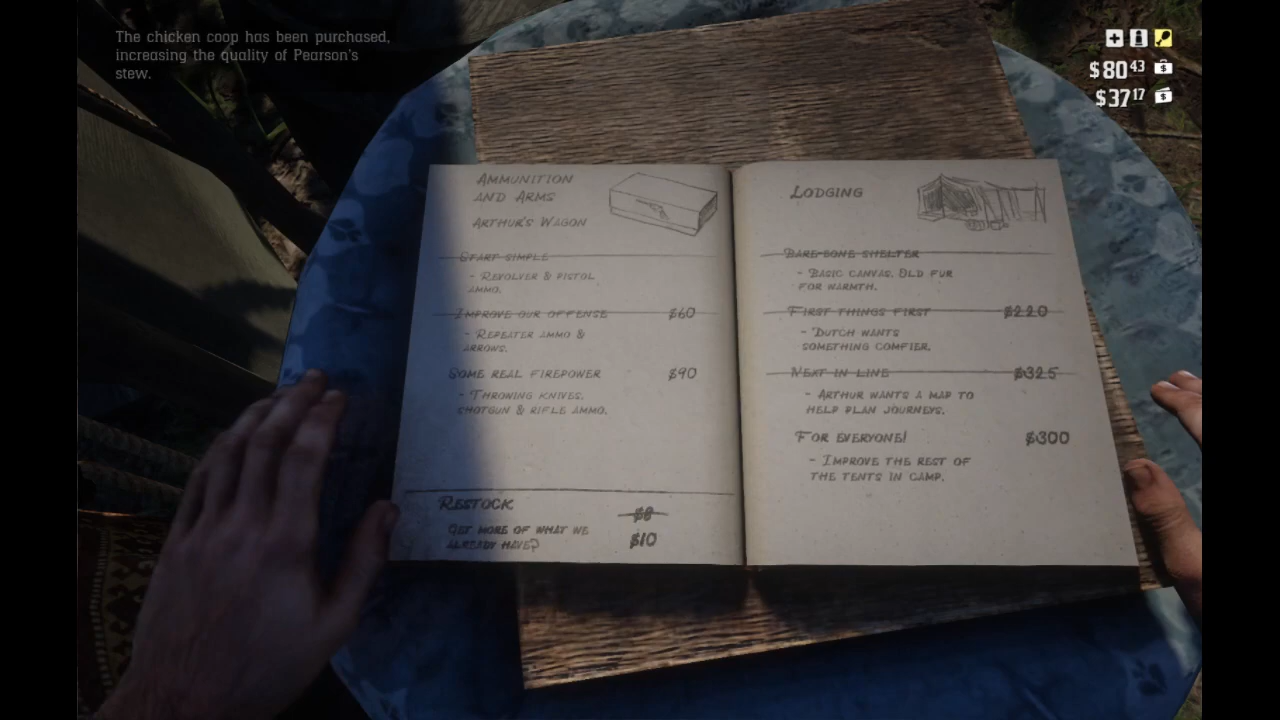 The chicken coop has been purchased,
increasing the quality of Pearson's
stew.
$80 43
$37 17
AMMUNITION
AND ARMS
ARTHUR'S WAGON
START SIMPLE
- REVOLVER & PISTOL
AMMO.
IMPROVE OUR OFFENSE $60
- REPEATER AMMO &
ARROWS.
SOME REAL FIREPOWER $90
- THROWING KNIVES,
SHOTGUN & RIFLE AMMO.
RESTOCK
$8
GET MORE OF WHAT WE
ALREADY HAVE? $10
LODGING
BARE-BONE SHELTER
- BASIC CANVAS. OLD FUR
FOR WARMTH.
FIRST THINGS FIRST $220
- DUTCH WANTS
SOMETHING COMFIER.
NEXT IN LINE $325
- ARTHUR WANTS A MAP TO
HELP PLAN JOURNEYS.
FOR EVERYONE! $300
- IMPROVE THE REST OF
THE TENTS IN CAMP.